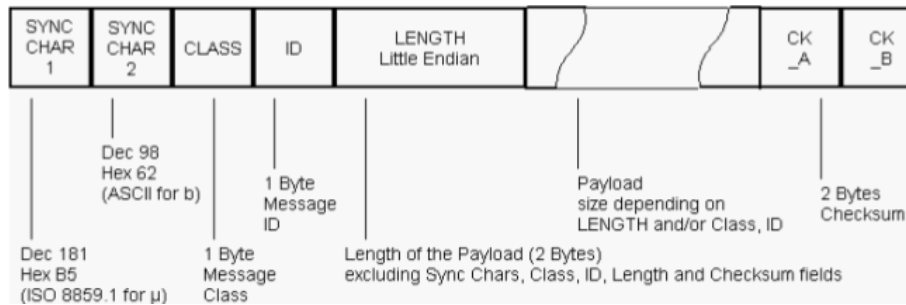 SYNC
CHAR
1
SYNC
CHAR
2
CLASS
ID
LENGTH
Little Endian
CK
_A
CK
_B
Dec 98
Hex 62
(ASCII for b)
1 Byte
Message
ID
Payload
size depending on
LENGTH and/or Class, ID
2 Bytes
Checksum
Dec 181
Hex B5
(ISO 8859.1 for µ)
1 Byte
Message
Class
Length of the Payload (2 Bytes)
excluding Sync Chars, Class, ID, Length and Checksum fields